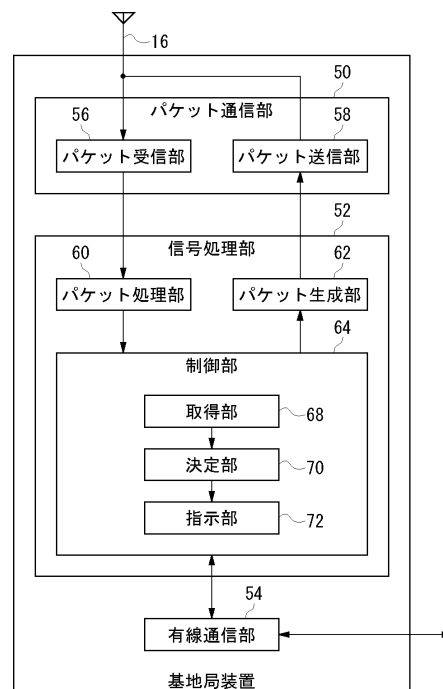 16
50
パケット通信部
56
58
パケット受信部
パケット送信部
52
信号処理部
60
62
パケット処理部
パケット生成部
64
制御部
取得部
68
決定部
70
指示部
72
54
有線通信部
基地局装置